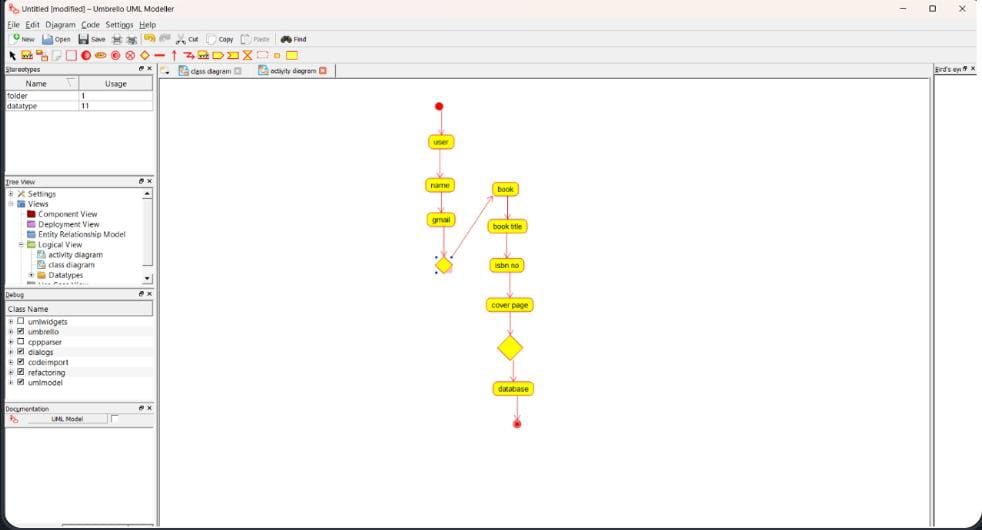 Untitled [modified] – Umbrello UML Modeller
File Edit Diagram Code Settings Help
New Open Save Cut Copy Paste Find
Stereotypes
class diagram
activity diagram
Bird's eye
Name Usage
folder 1
datatype 11
Tree View
Settings
Views
Component View
Deployment View
Entity Relationship Model
Logical View
activity diagram
class diagram
Datatypes
Debug
Class Name
umlwidgets
umbrello
cppparser
dialogs
codeimport
refactoring
umlmodel
Documentation
UML Model
user
name
gmail
book
book title
isbn no
cover page
database